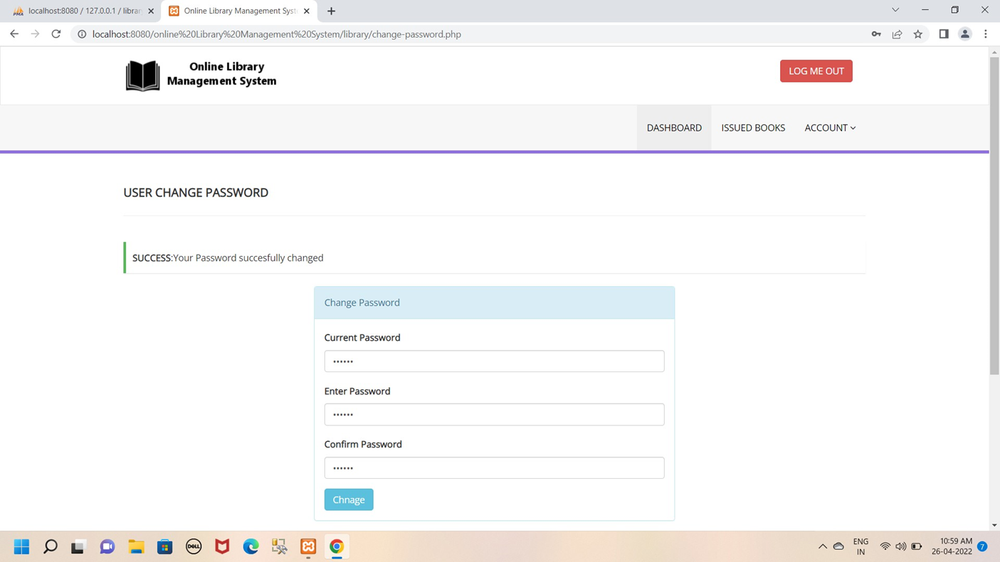 localhost:8080 / 127.0.0.1 / librar
Online Library Management Syst
localhost:8080/online%20Library%20Management%20System/library/change-password.php
Online Library
Management System
LOG ME OUT
DASHBOARD
ISSUED BOOKS
ACCOUNT
USER CHANGE PASSWORD
SUCCESS:Your Password succesfully changed
Change Password
Current Password
••••••
Enter Password
••••••
Confirm Password
••••••
Chnage
DELL
ENG
IN
10:59 AM
26-04-2022
7